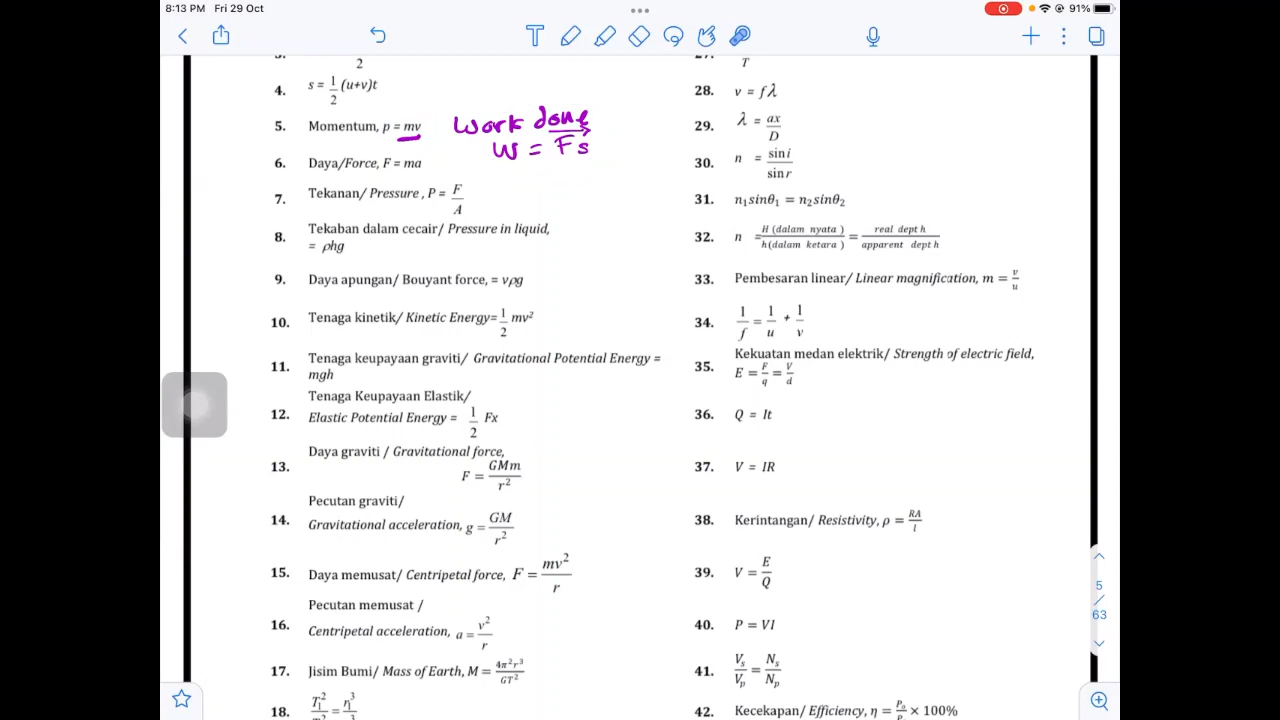 8:13 PM Fri 29 Oct
91%
3.
2
4. s = 1/2 (u+v)t
5. Momentum, p = mv
work done
W = Fs
6. Daya/Force, F = ma
7. Tekanan/ Pressure , P = F/A
8. Tekaban dalam cecair/ Pressure in liquid,
= ρhg
9. Daya apungan/ Bouyant force, = vρg
10. Tenaga kinetik/ Kinetic Energy= 1/2 mv²
11. Tenaga keupayaan graviti/ Gravitational Potential Energy =
mgh
12. Tenaga Keupayaan Elastik/
Elastic Potential Energy = 1/2 Fx
13. Daya graviti / Gravitational force,
F = GMm/r²
14. Pecutan graviti/
Gravitational acceleration, g = GM/r²
15. Daya memusat/ Centripetal force, F = mv²/r
16. Pecutan memusat /
Centripetal acceleration, a = v²/r
17. Jisim Bumi/ Mass of Earth, M = 4π²r³/GT²
18. T₁²/ = r₁³/
27.
T
28. v = fλ
29. λ = ax/D
30. n = sin i/sin r
31. n₁sinθ₁ = n₂sinθ₂
32. n = H (dalam nyata )/h(dalam ketara ) = real dept h/apparent dept h
33. Pembesaran linear/ Linear magnification, m = v/u
34. 1/f = 1/u + 1/v
35. Kekuatan medan elektrik/ Strength of electric field,
E = F/q = V/d
36. Q = It
37. V = IR
38. Kerintangan/ Resistivity, ρ = RA/l
39. V = E/Q
40. P = VI
41. Vs/Vp = Ns/Np
42. Kecekapan/ Efficiency, η = Po/ × 100%
5
/
63